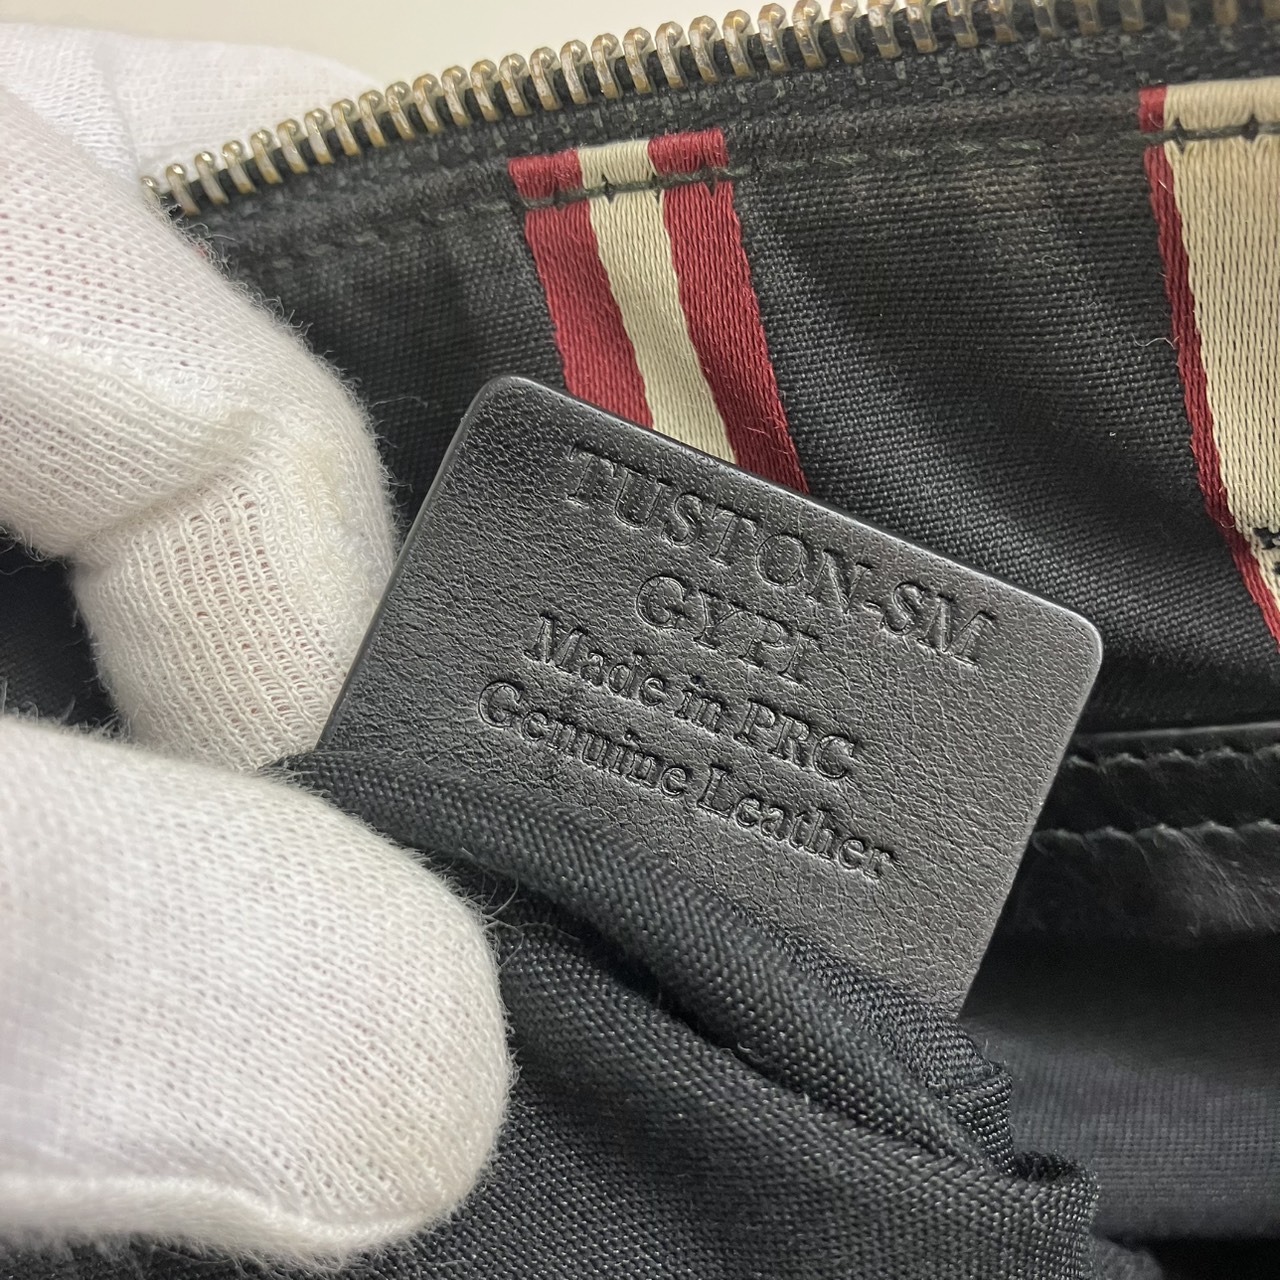 TUSTON-SM
GYPI
Made in PRC
Genuine Leather